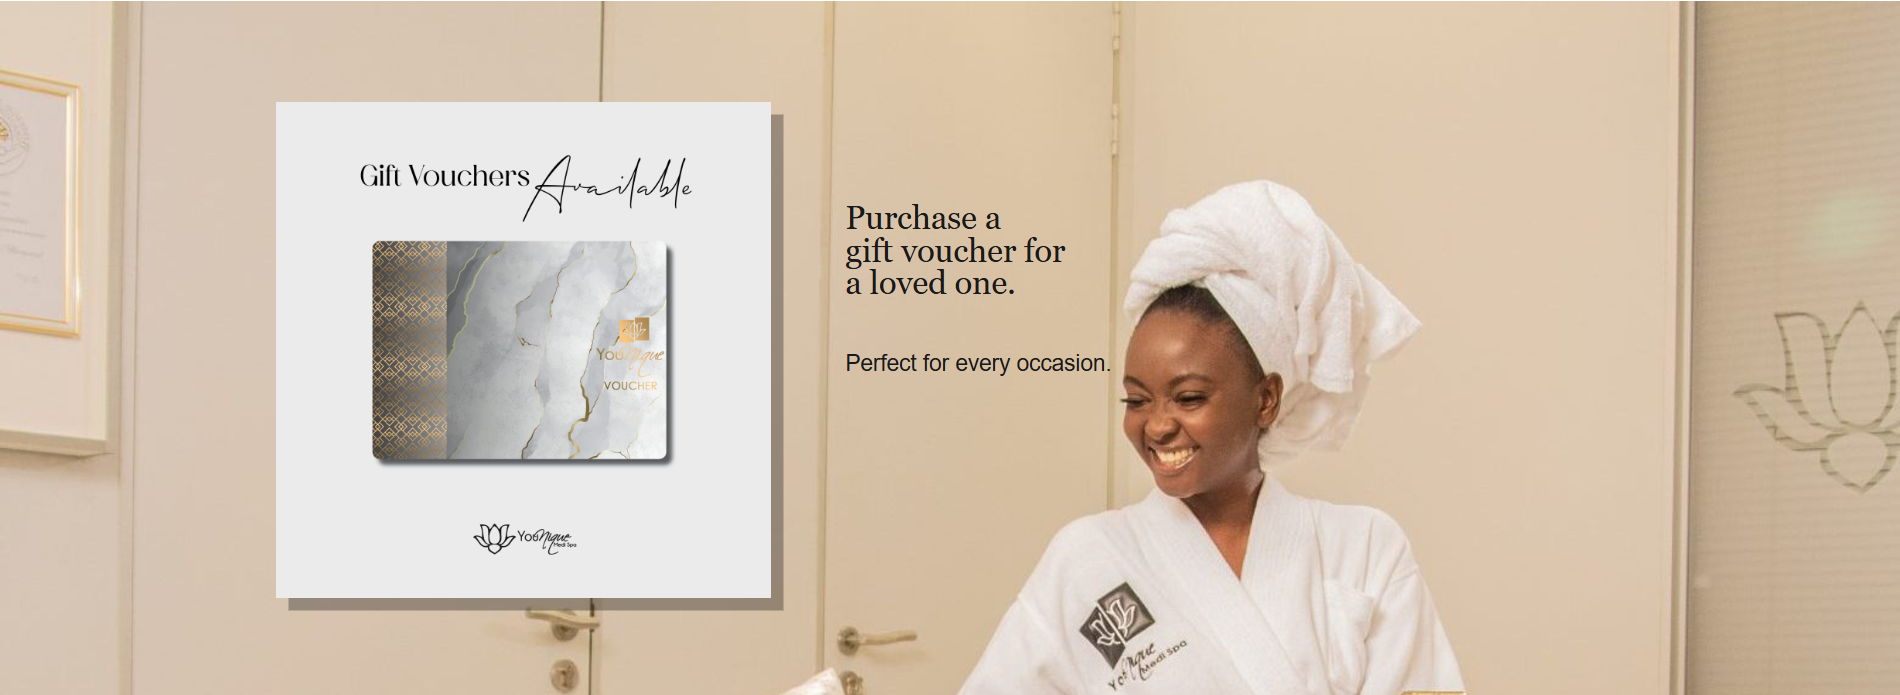 Gift Vouchers Available
YouNique
VOUCHER
YouNique
Medi Spa
Purchase a
gift voucher for
a loved one.
Perfect for every occasion.
YouNique
Medi Spa